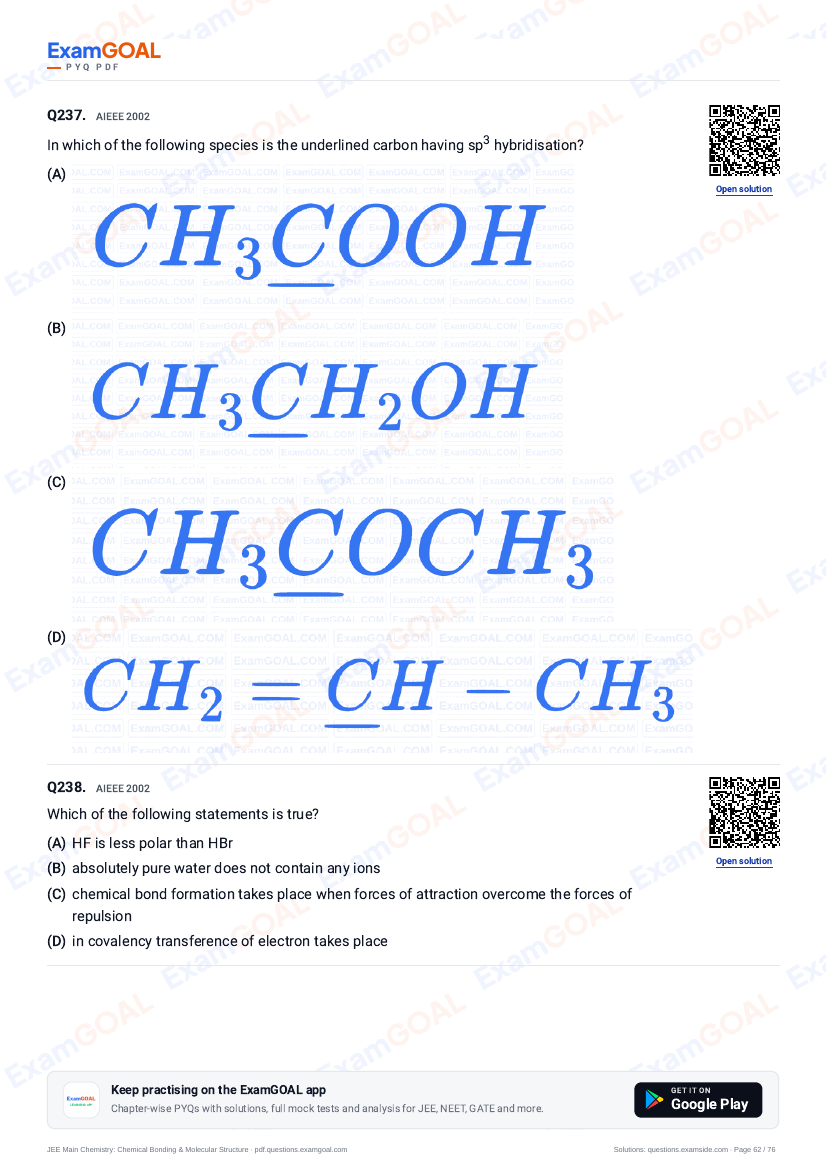 ExamGOAL
PYQ PDF
Q237. AIEEE 2002
In which of the following species is the underlined carbon having sp³ hybridisation?
Open solution
(A) CH₃COOH
(B) CH₃CH₂OH
(C) CH₃COCH₃
(D) CH₂ = CH − CH₃
Q238. AIEEE 2002
Which of the following statements is true?
(A) HF is less polar than HBr
(B) absolutely pure water does not contain any ions
Open solution
(C) chemical bond formation takes place when forces of attraction overcome the forces of
repulsion
(D) in covalency transference of electron takes place
ExamGOAL
Keep practising on the ExamGOAL app
Chapter-wise PYQs with solutions, full mock tests and analysis for JEE, NEET, GATE and more.
GET IT ON
Google Play
JEE Main Chemistry: Chemical Bonding & Molecular Structure · pdf.questions.examgoal.com
Solutions: questions.examside.com · Page 62 / 76